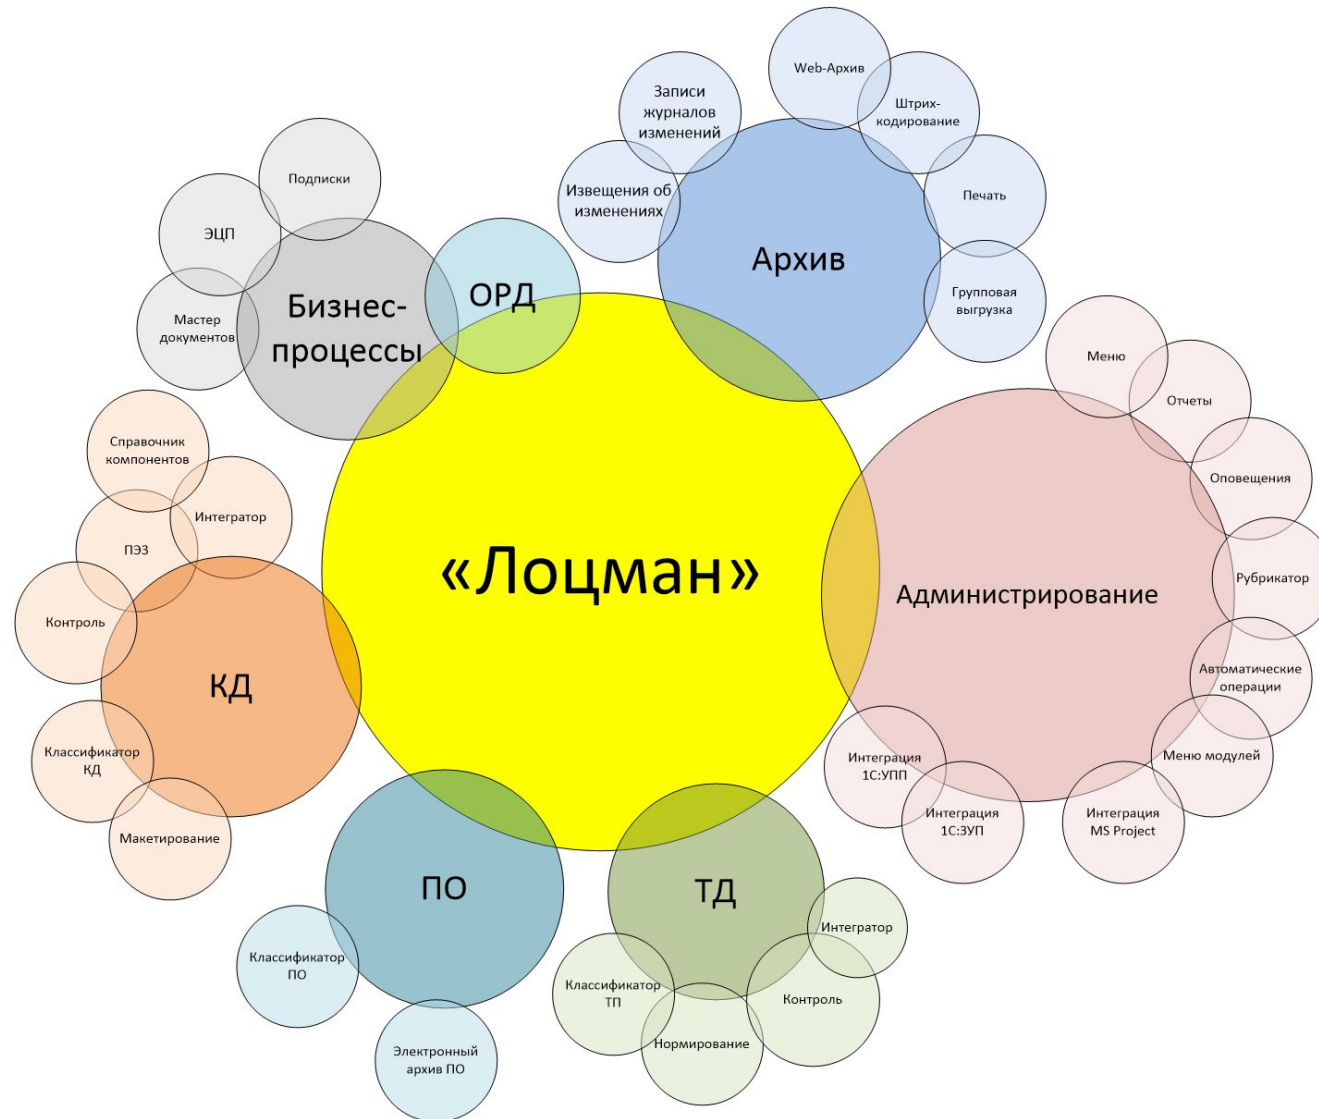 Web-Архив
Записи
журналов
изменений
Штрих-
кодирование
Подписки
Извещения об
изменениях
Печать
ЭЦП
Архив
ОРД
Групповая
выгрузка
Бизнес-
процессы
Мастер
документов
Меню
Отчеты
Справочник
компонентов
Оповещения
Интегратор
ПЭЗ
«Лоцман»
Рубрикатор
Администрирование
Контроль
КД
Автоматические
операции
Классификатор
КД
Интеграция
1С:УПП
Меню модулей
Интеграция
1С:ЗУП
Интеграция
MS Project
Макетирование
ПО
ТД
Интегратор
Классификатор
ПО
Классификатор
ТП
Контроль
Нормирование
Электронный
архив ПО